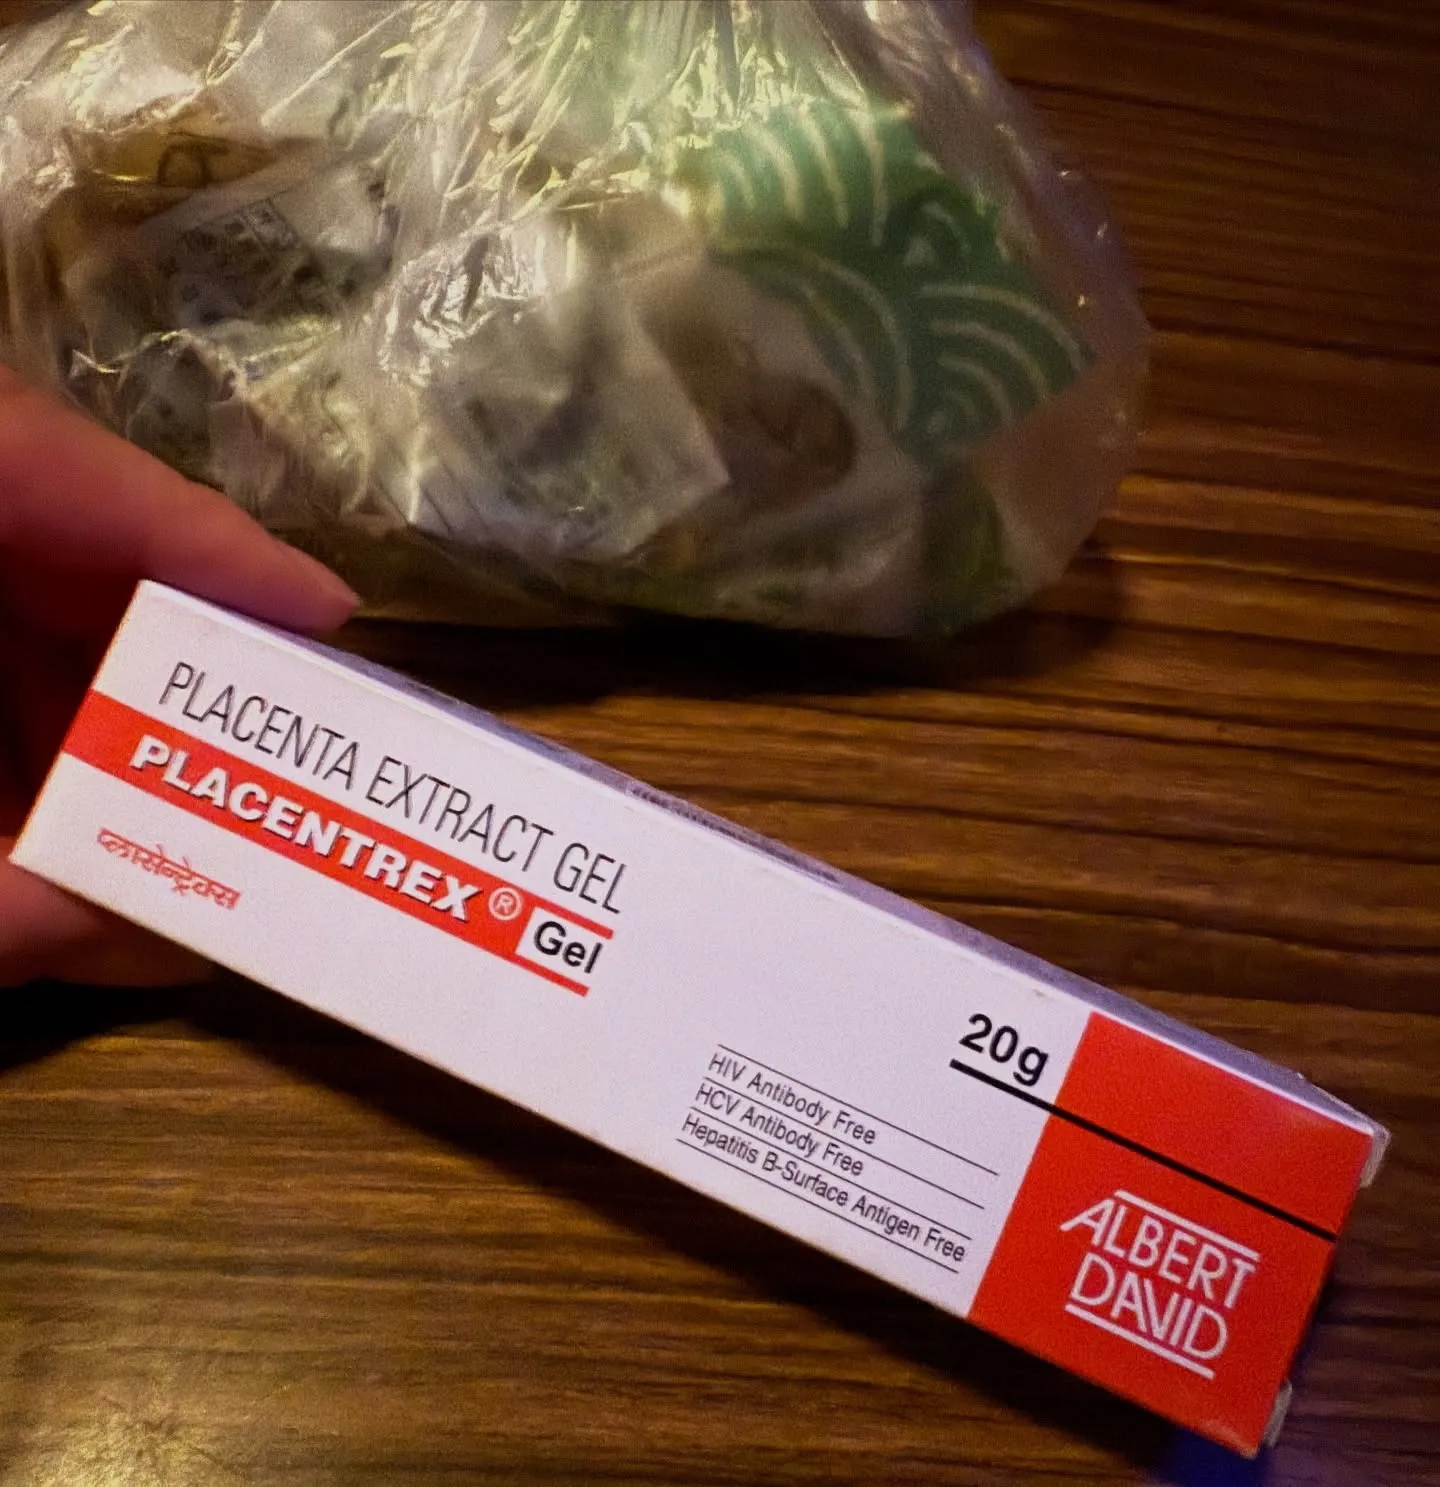 PLACENTA EXTRACT GEL
PLACENTREX® Gel
प्लासेन्ट्रेक्स
20g
HIV Antibody Free
HCV Antibody Free
Hepatitis B-Surface Antigen Free
ALBERT
DAVID